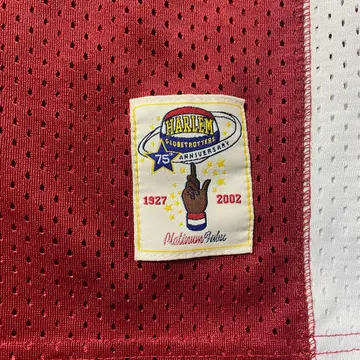 HARLEM
GLOBETROTTERS
75th ANNIVERSARY
1927 2002
Platinum Fubu